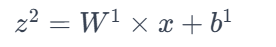 z² = W¹ × x + b¹